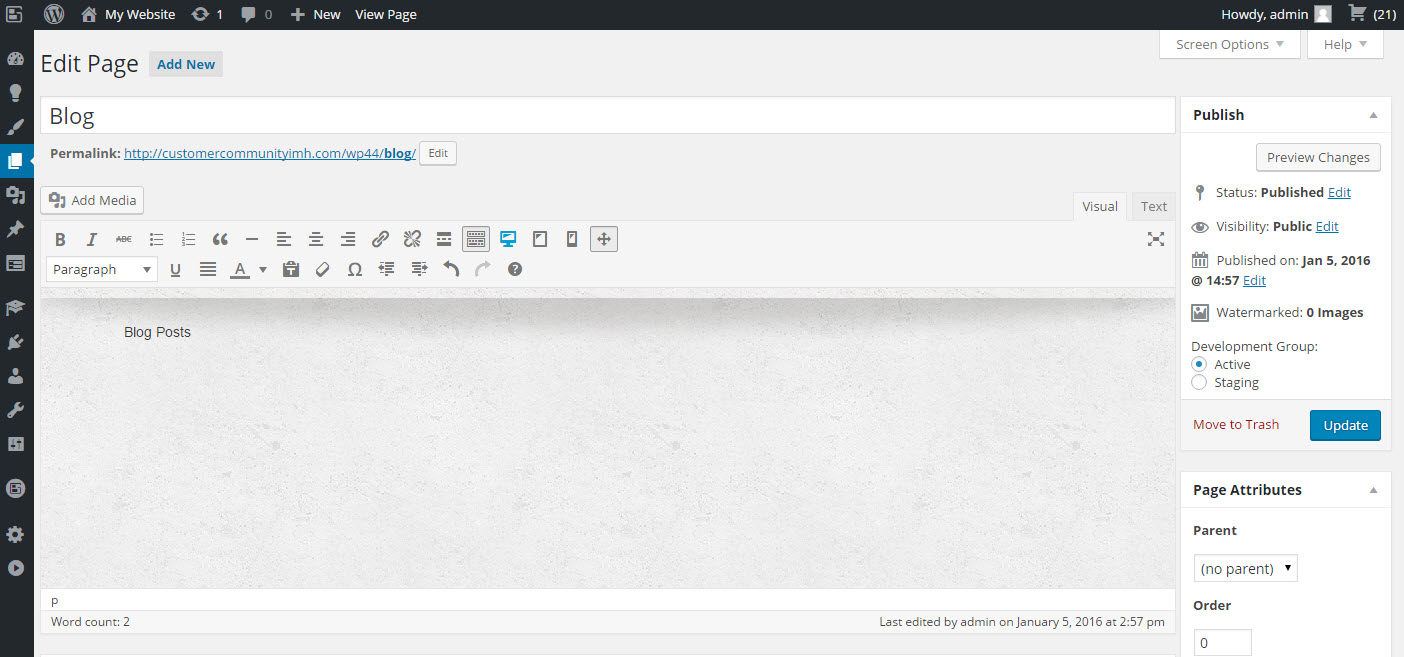 My Website 1 0 New View Page Howdy, admin (21)
Screen Options Help
Edit Page Add New
Blog
Permalink: http://customercommunityimh.com/wp44/blog/ Edit
Add Media
Visual Text
B I ABC
Paragraph U A Ω
Blog Posts
p
Word count: 2 Last edited by admin on January 5, 2016 at 2:57 pm
Publish
Preview Changes
Status: Published Edit
Visibility: Public Edit
Published on: Jan 5, 2016
@ 14:57 Edit
Watermarked: 0 Images
Development Group:
Active
Staging
Move to Trash Update
Page Attributes
Parent
(no parent)
Order
0